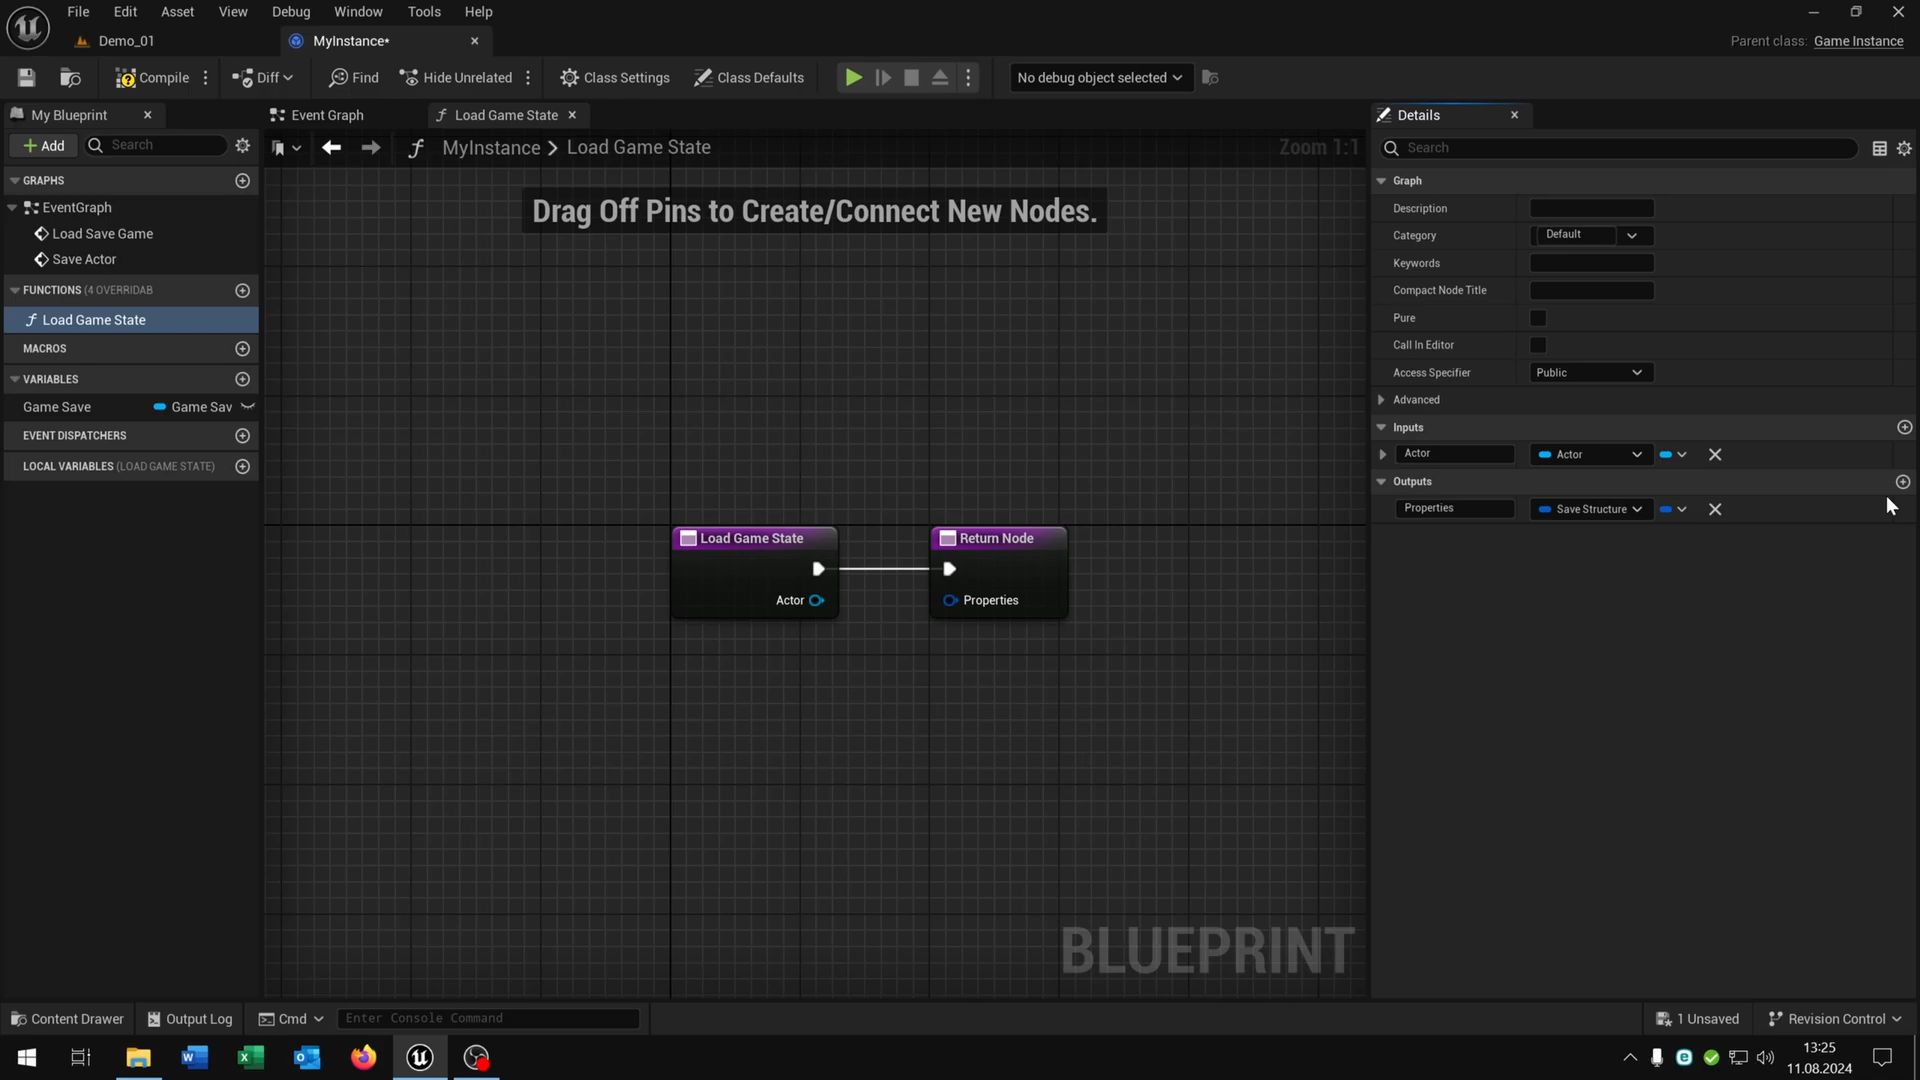 File Edit Asset View Debug Window Tools Help
Demo_01
MyInstance*
Parent class: Game Instance
Compile
Diff
Find
Hide Unrelated
Class Settings
Class Defaults
No debug object selected
My Blueprint
Event Graph
Load Game State
Details
Add
Search
MyInstance > Load Game State
Zoom 1:1
Search
Drag Off Pins to Create/Connect New Nodes.
GRAPHS
EventGraph
Load Save Game
Save Actor
FUNCTIONS (4 OVERRIDAB
Load Game State
MACROS
VARIABLES
Game Save
Game Sav
EVENT DISPATCHERS
LOCAL VARIABLES (LOAD GAME STATE)
Load Game State
Actor
Return Node
Properties
BLUEPRINT
Graph
Description
Category
Default
Keywords
Compact Node Title
Pure
Call In Editor
Access Specifier
Public
Advanced
Inputs
Actor
Actor
Outputs
Properties
Save Structure
Content Drawer
Output Log
Cmd
Enter Console Command
1 Unsaved
Revision Control
13:25
11.08.2024